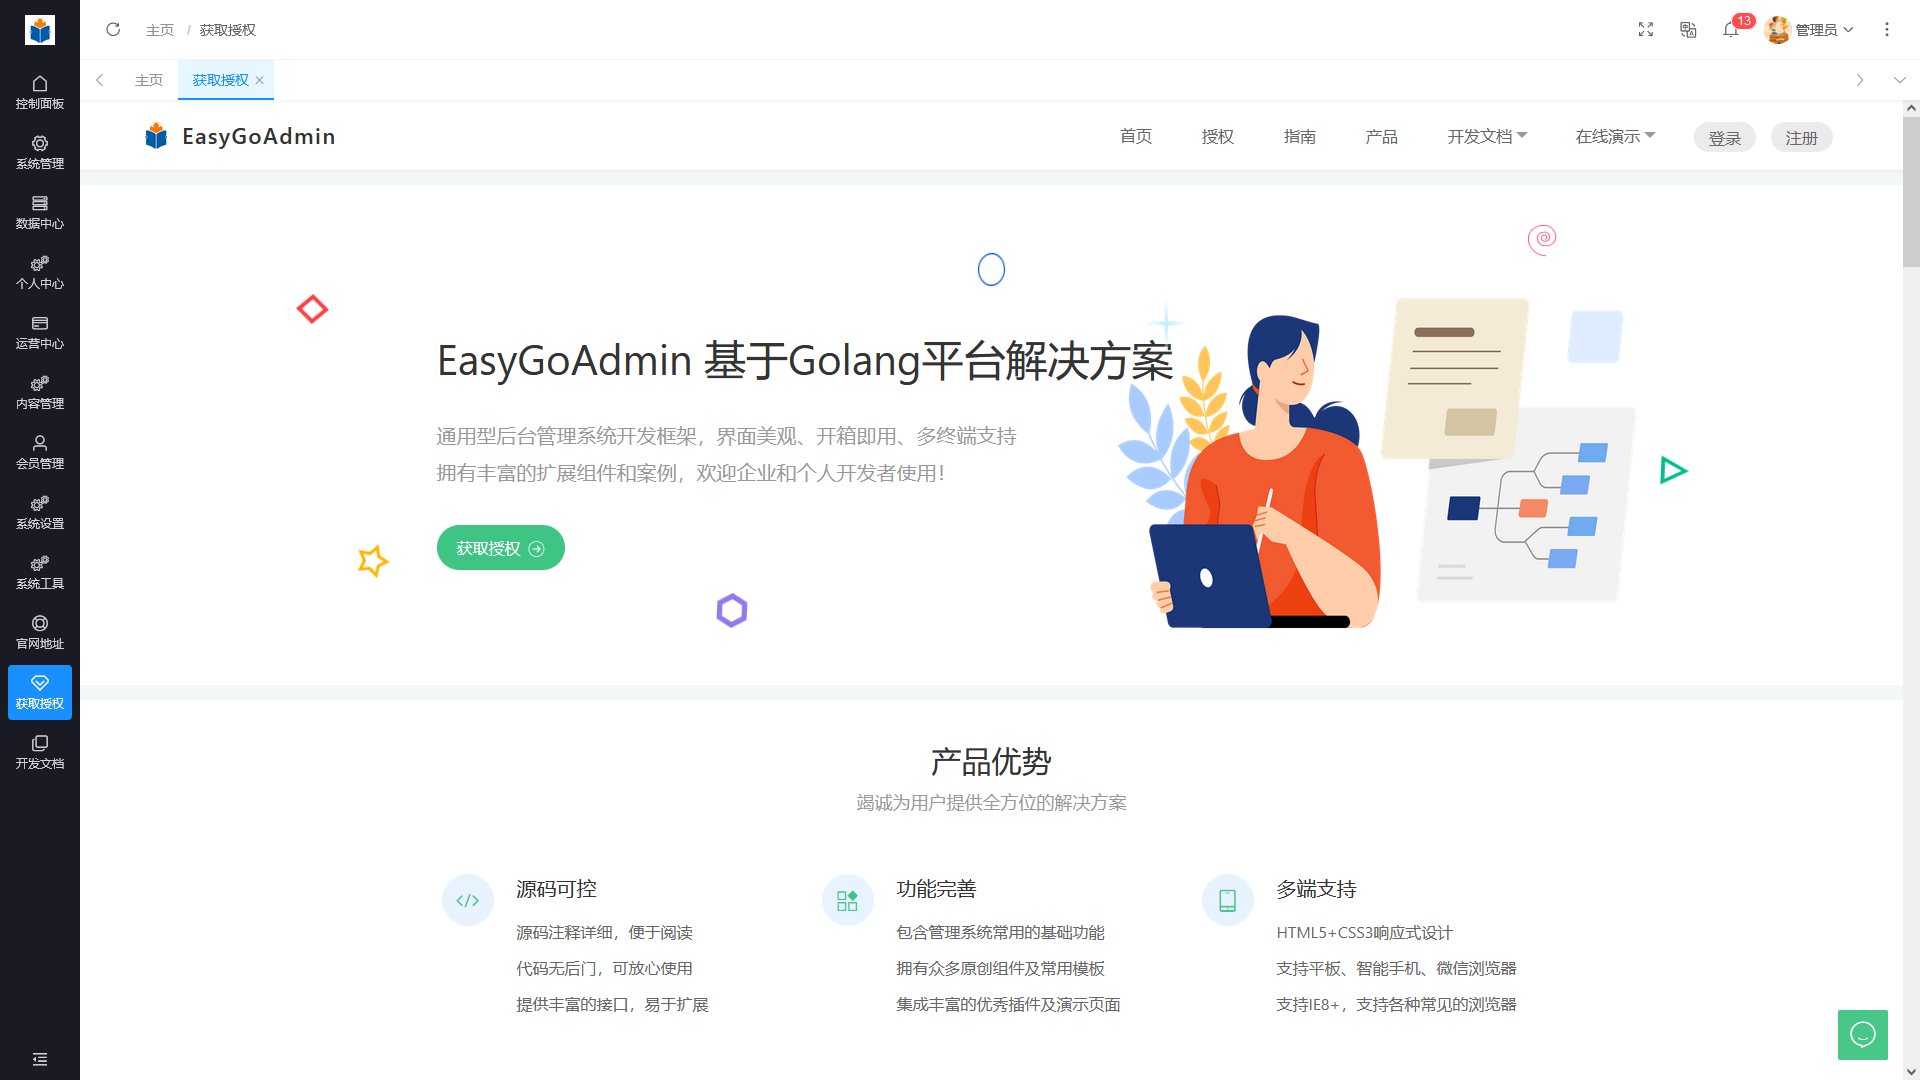 主页 / 获取授权
13
管理员
主页
获取授权
控制面板
系统管理
数据中心
个人中心
运营中心
内容管理
会员管理
系统设置
系统工具
官网地址
获取授权
开发文档
EasyGoAdmin
首页
授权
指南
产品
开发文档
在线演示
登录
注册
EasyGoAdmin 基于Golang平台解决方案
通用型后台管理系统开发框架，界面美观、开箱即用、多终端支持
拥有丰富的扩展组件和案例，欢迎企业和个人开发者使用！
获取授权
产品优势
竭诚为用户提供全方位的解决方案
源码可控
源码注释详细，便于阅读
代码无后门，可放心使用
提供丰富的接口，易于扩展
功能完善
包含管理系统常用的基础功能
拥有众多原创组件及常用模板
集成丰富的优秀插件及演示页面
多端支持
HTML5+CSS3响应式设计
支持平板、智能手机、微信浏览器
支持IE8+，支持各种常见的浏览器